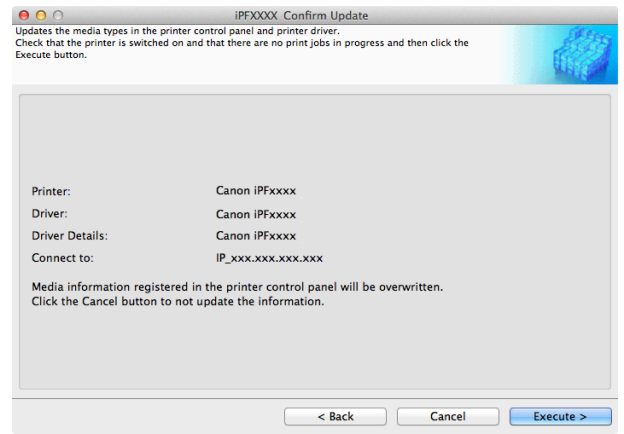 iPFXXXX Confirm Update
Updates the media types in the printer control panel and printer driver.
Check that the printer is switched on and that there are no print jobs in progress and then click the
Execute button.
Printer: Canon iPFxxxx
Driver: Canon iPFxxxx
Driver Details: Canon iPFxxxx
Connect to: IP_xxx.xxx.xxx.xxx
Media information registered in the printer control panel will be overwritten.
Click the Cancel button to not update the information.
< Back Cancel Execute >